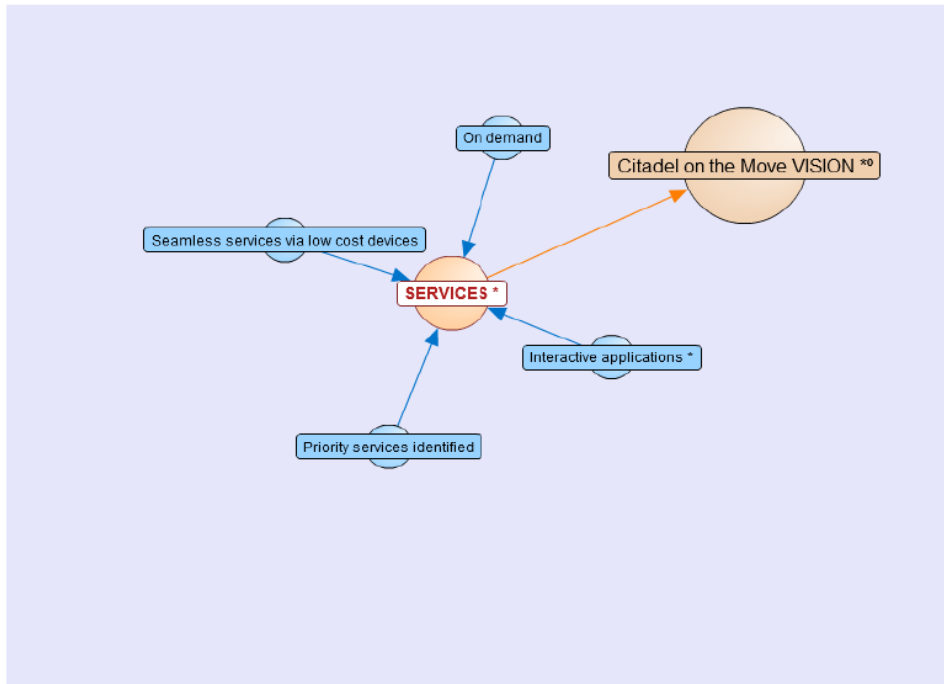 On demand
Citadel on the Move VISION *º
Seamless services via low cost devices
SERVICES *
Interactive applications *
Priority services identified